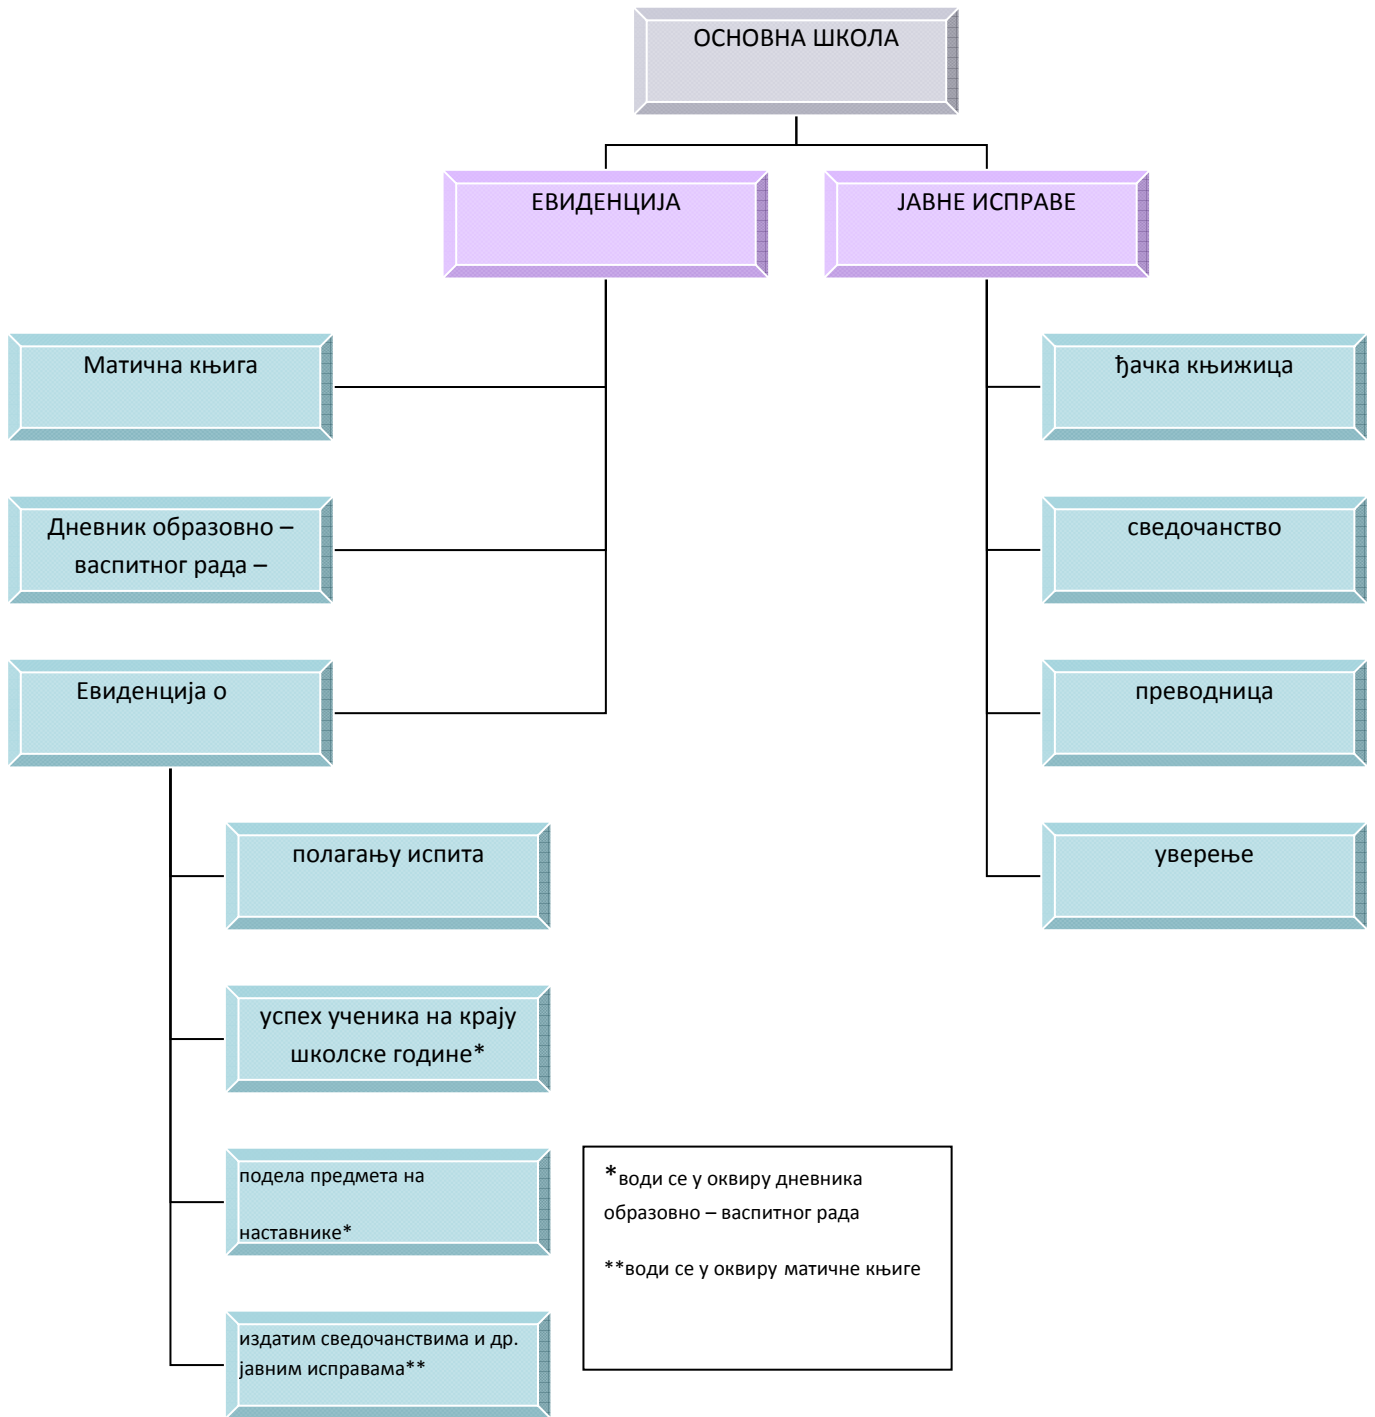 ОСНОВНА ШКОЛА
ЕВИДЕНЦИЈА
ЈАВНЕ ИСПРАВЕ
Матична књига
ђачка књижица
Дневник образовно –
васпитног рада –
сведочанство
Евиденција о
преводница
полагању испита
уверење
успех ученика на крају
школске године*
подела предмета на
наставнике*
*води се у оквиру дневника
образовно – васпитног рада
**води се у оквиру матичне књиге
издатим сведочанствима и др.
јавним исправама**